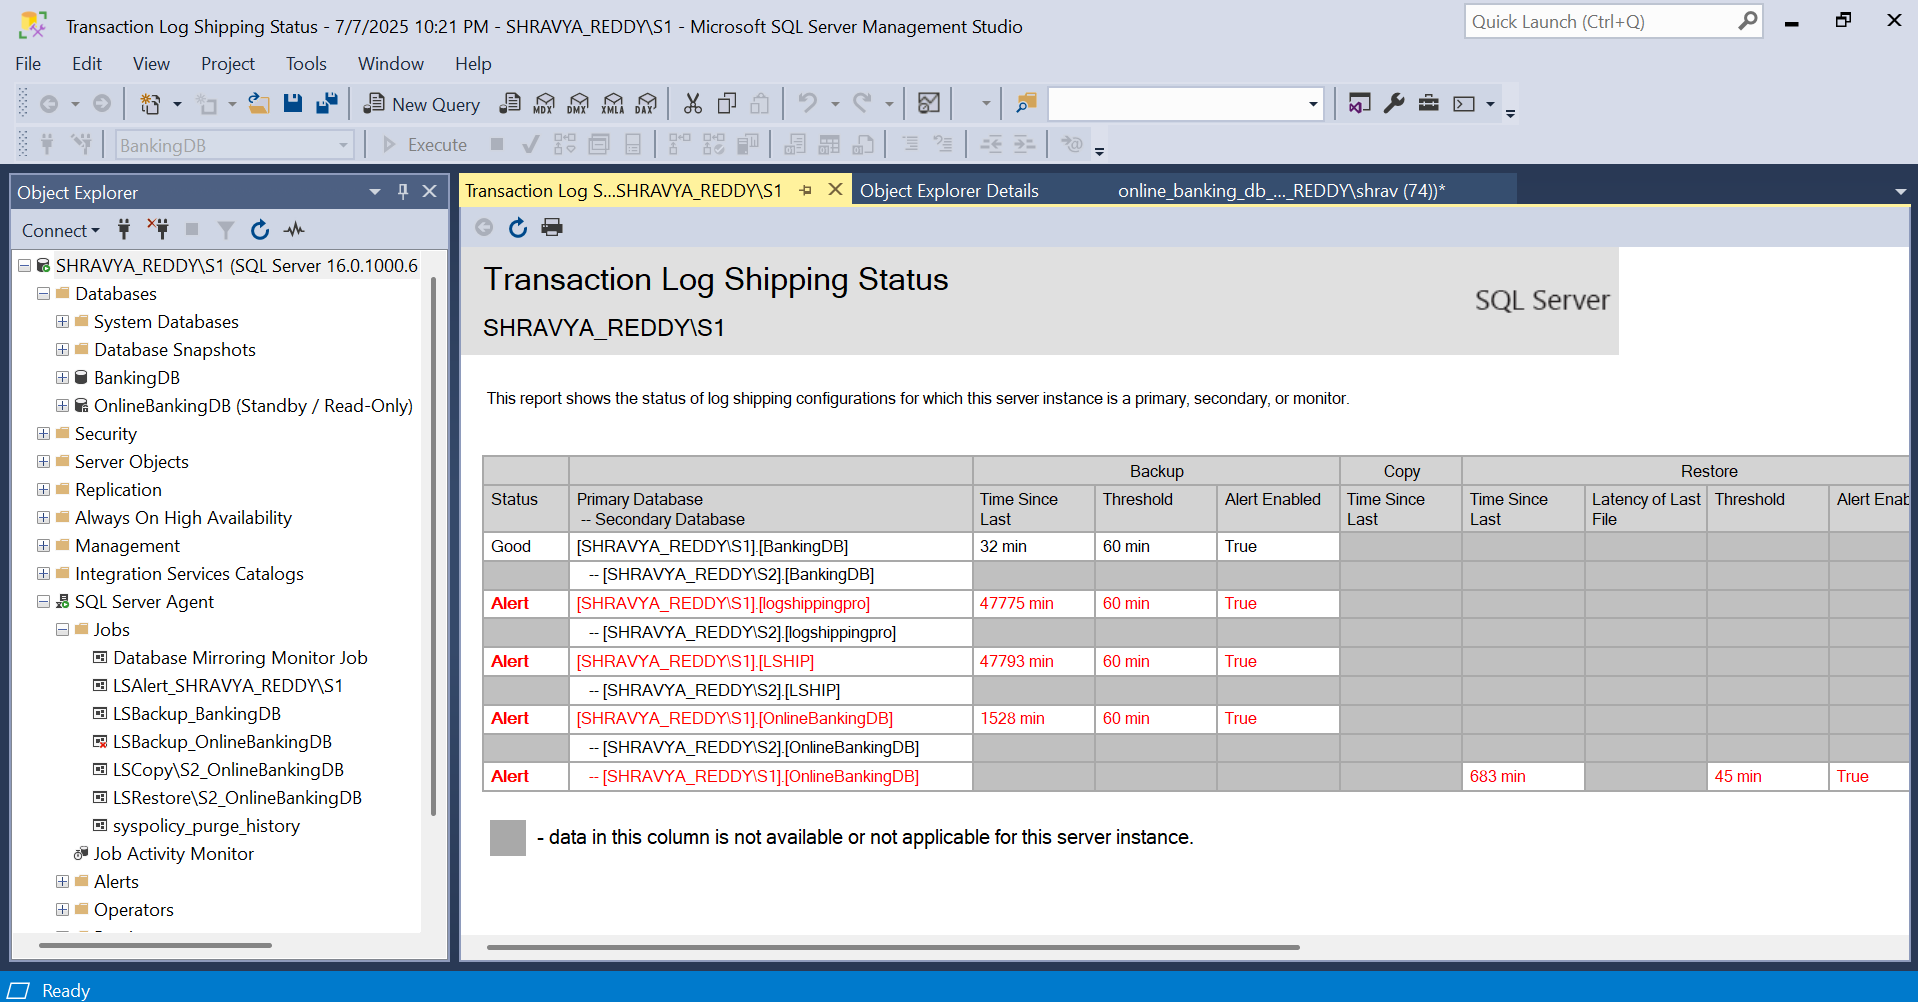 Transaction Log Shipping Status - 7/7/2025 10:21 PM - SHRAVYA_REDDY\S1 - Microsoft SQL Server Management Studio
Quick Launch (Ctrl+Q)
File Edit View Project Tools Window Help
New Query MDX DMX XMLA DAX
BankingDB Execute
Object Explorer
Connect
SHRAVYA_REDDY\S1 (SQL Server 16.0.1000.6
Databases
System Databases
Database Snapshots
BankingDB
OnlineBankingDB (Standby / Read-Only)
Security
Server Objects
Replication
Always On High Availability
Management
Integration Services Catalogs
SQL Server Agent
Jobs
Database Mirroring Monitor Job
LSAlert_SHRAVYA_REDDY\S1
LSBackup_BankingDB
LSBackup_OnlineBankingDB
LSCopy\S2_OnlineBankingDB
LSRestore\S2_OnlineBankingDB
syspolicy_purge_history
Job Activity Monitor
Alerts
Operators
Transaction Log S...SHRAVYA_REDDY\S1 Object Explorer Details online_banking_db_..._REDDY\shrav (74))*
Transaction Log Shipping Status
SHRAVYA_REDDY\S1
SQL Server
This report shows the status of log shipping configurations for which this server instance is a primary, secondary, or monitor.
Backup Copy Restore
Status Primary Database Time Since Threshold Alert Enabled Time Since Time Since Latency of Last Threshold Alert Enab
-- Secondary Database Last Last Last File
Good [SHRAVYA_REDDY\S1].[BankingDB] 32 min 60 min True
-- [SHRAVYA_REDDY\S2].[BankingDB]
Alert [SHRAVYA_REDDY\S1].[logshippingpro] 47775 min 60 min True
-- [SHRAVYA_REDDY\S2].[logshippingpro]
Alert [SHRAVYA_REDDY\S1].[LSHIP] 47793 min 60 min True
-- [SHRAVYA_REDDY\S2].[LSHIP]
Alert [SHRAVYA_REDDY\S1].[OnlineBankingDB] 1528 min 60 min True
-- [SHRAVYA_REDDY\S2].[OnlineBankingDB]
Alert -- [SHRAVYA_REDDY\S1].[OnlineBankingDB] 683 min 45 min True
- data in this column is not available or not applicable for this server instance.
Ready